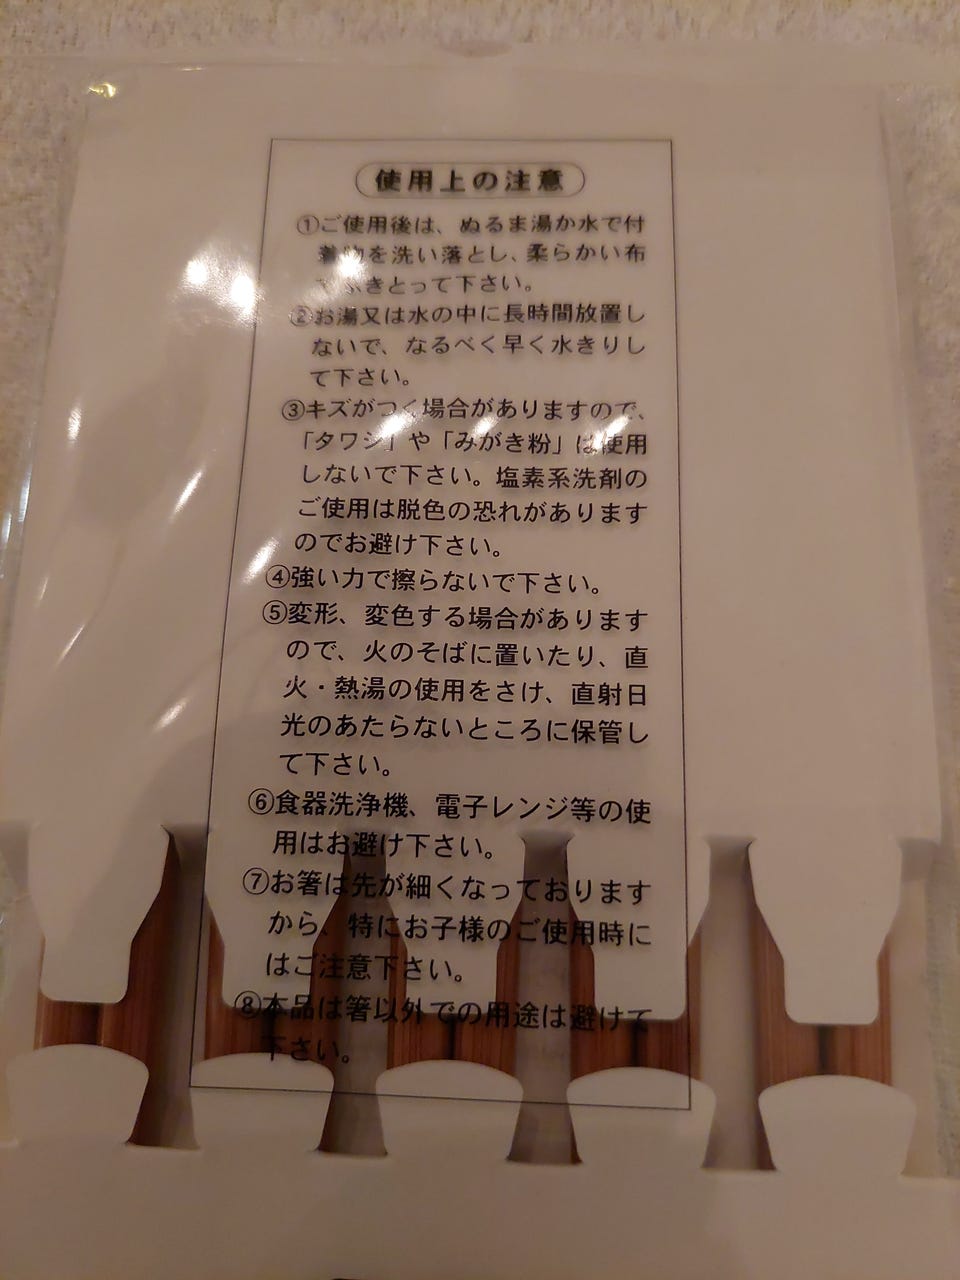 使用上の注意
①ご使用後は、ぬるま湯か水で付
着物を洗い落とし、柔らかい布
でふきとって下さい。
②お湯又は水の中に長時間放置し
ないで、なるべく早く水きりし
て下さい。
③キズがつく場合がありますので、
「タワシ」や「みがき粉」は使用
しないで下さい。塩素系洗剤の
ご使用は脱色の恐れがあります
のでお避け下さい。
④強い力で擦らないで下さい。
⑤変形、変色する場合があります
ので、火のそばに置いたり、直
火・熱湯の使用をさけ、直射日
光のあたらないところに保管し
て下さい。
⑥食器洗浄機、電子レンジ等の使
用はお避け下さい。
⑦お箸は先が細くなっております
から、特にお子様のご使用時に
はご注意下さい。
⑧本品は箸以外での用途は避けて
下さい。